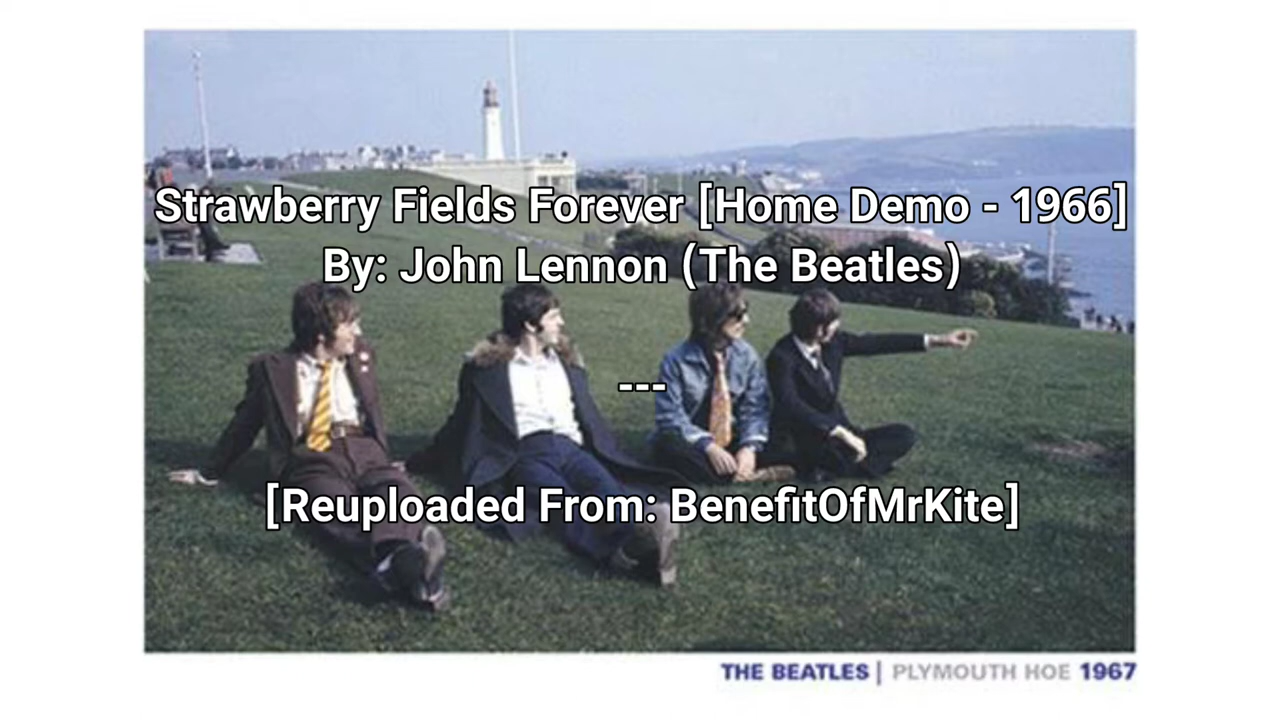 Strawberry Fields Forever [Home Demo - 1966]
By: John Lennon (The Beatles)
---
[Reuploaded From: BenefitOfMrKite]
THE BEATLES | PLYMOUTH HOE 1967